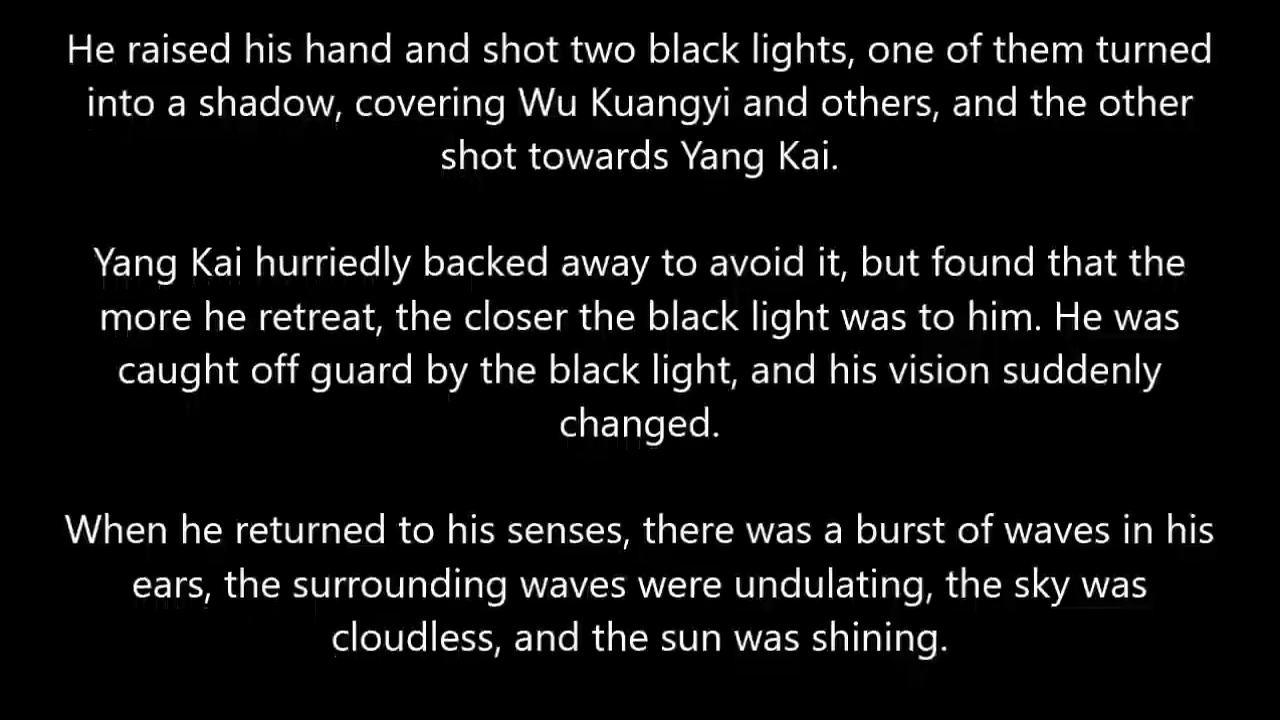 He raised his hand and shot two black lights, one of them turned
into a shadow, covering Wu Kuangyi and others, and the other
shot towards Yang Kai.
Yang Kai hurriedly backed away to avoid it, but found that the
more he retreat, the closer the black light was to him. He was
caught off guard by the black light, and his vision suddenly
changed.
When he returned to his senses, there was a burst of waves in his
ears, the surrounding waves were undulating, the sky was
cloudless, and the sun was shining.